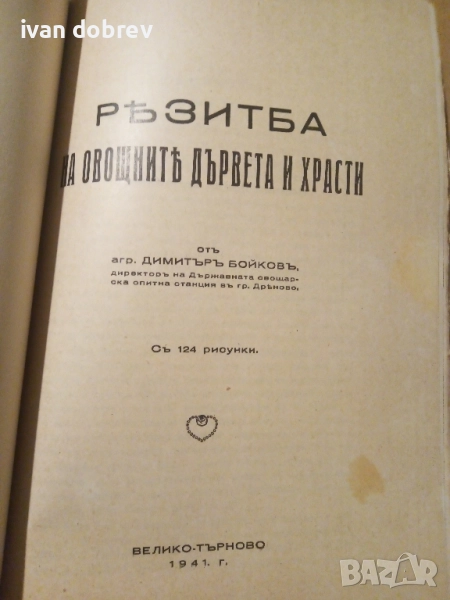 ivan dobrev
РѢЗИТБА
НА ОВОЩНИТѢ ДЪРВЕТА И ХРАСТИ
отъ
агр. ДИМИТЪРЪ БОЙКОВЪ,
директоръ на Държавната овощар-
ска опитна станция въ гр. Дрѣново,
Съ 124 рисунки.
ВЕЛИКО-ТЪРНОВО
1941. г.
BAZAR